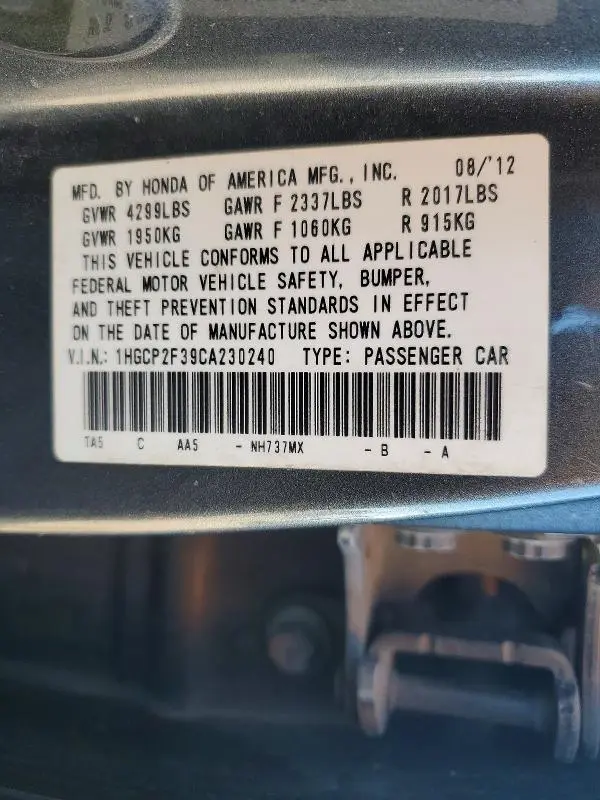 MFD. BY HONDA OF AMERICA MFG., INC. 08/'12
GVWR 4299LBS GAWR F 2337LBS R 2017LBS
GVWR 1950KG GAWR F 1060KG R 915KG
THIS VEHICLE CONFORMS TO ALL APPLICABLE
FEDERAL MOTOR VEHICLE SAFETY, BUMPER,
AND THEFT PREVENTION STANDARDS IN EFFECT
ON THE DATE OF MANUFACTURE SHOWN ABOVE.
V.I.N.: 1HGCP2F39CA230240 TYPE: PASSENGER CAR
TA5 C AA5 - NH737MX - B - A